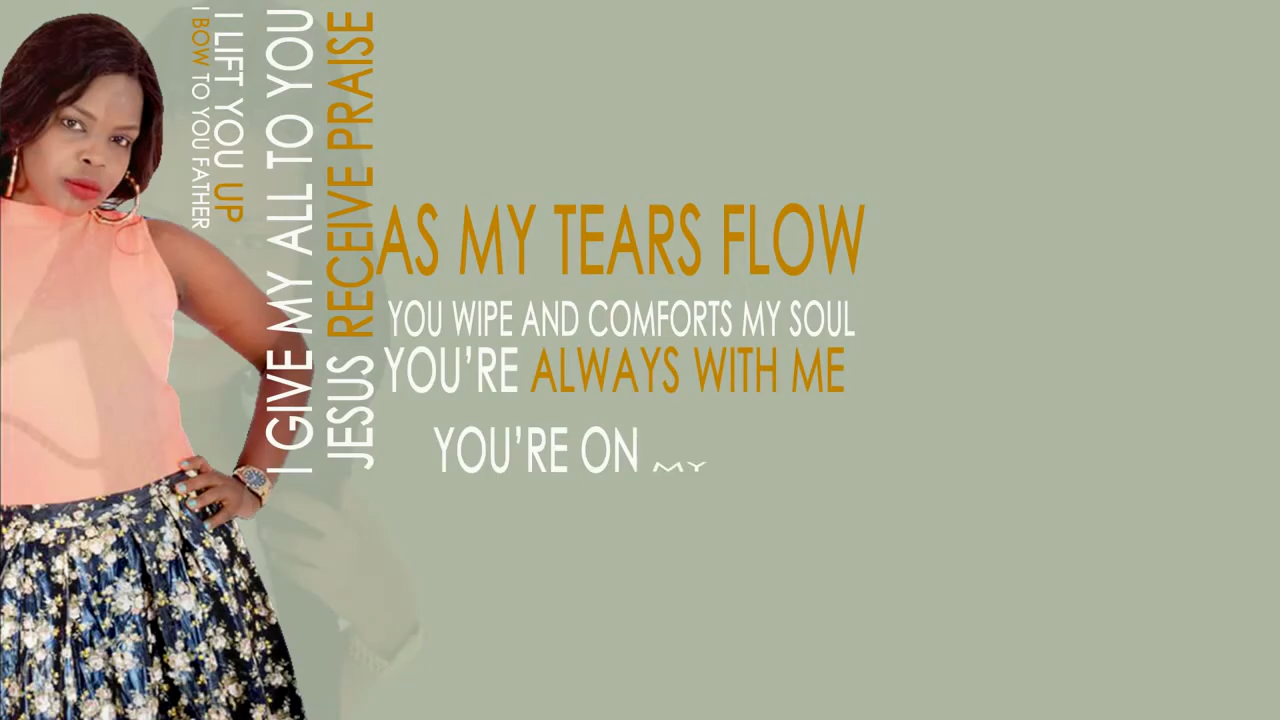 I BOW TO YOU FATHER
I LIFT YOU UP
I GIVE MY ALL TO YOU
JESUS RECEIVE PRAISE
AS MY TEARS FLOW
YOU WIPE AND COMFORTS MY SOUL
YOU’RE ALWAYS WITH ME
YOU’RE ON MY